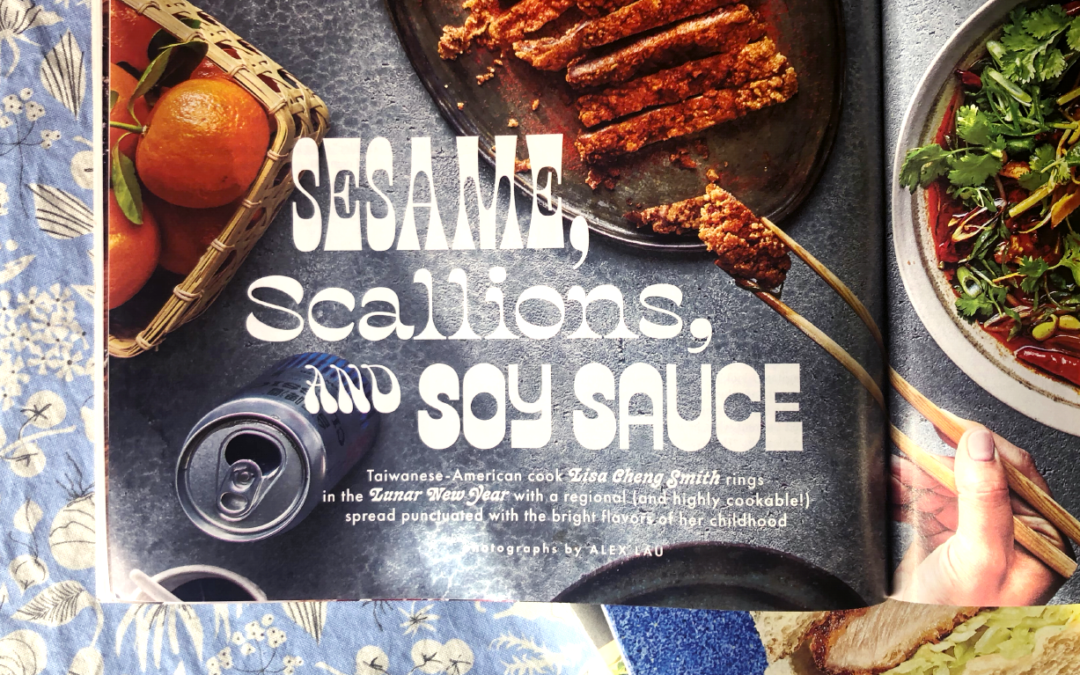 SESAME,
Scallions,
AND SOY SAUCE
Taiwanese-American cook Lisa Cheng Smith rings
in the Lunar New Year with a regional (and highly cookable!)
spread punctuated with the bright flavors of her childhood
by ALEX LAU